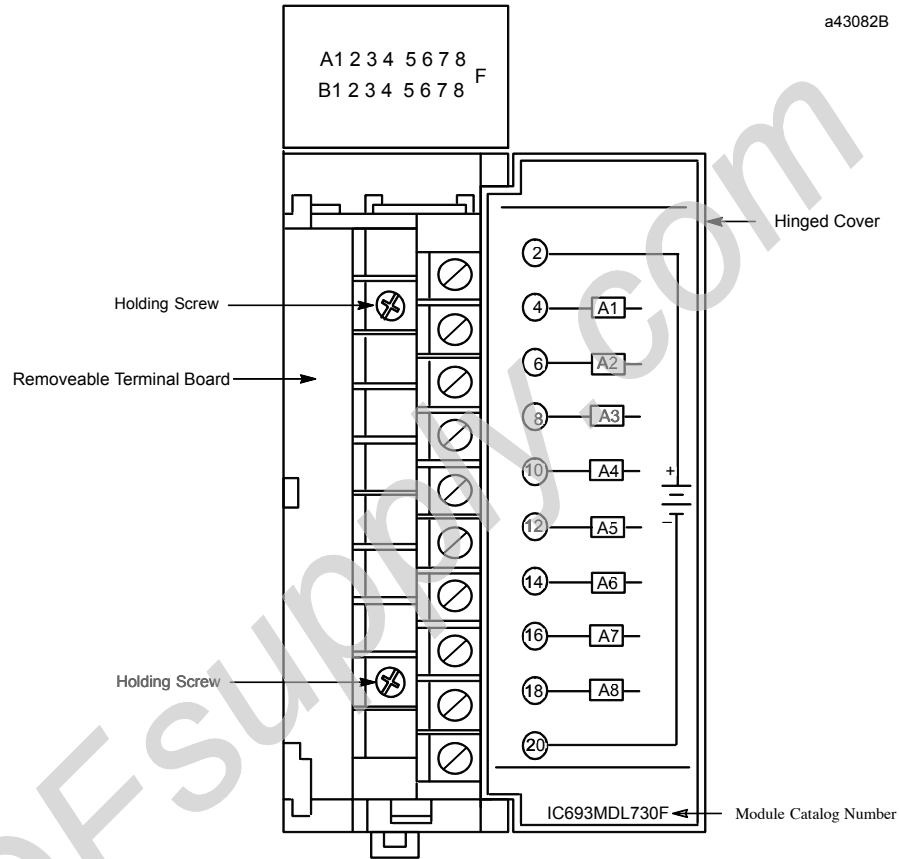 a43082B
A1 2 3 4 5 6 7 8
F
B1 2 3 4 5 6 7 8
Hinged Cover
2
Holding Screw
4 A1
6 A2
Removeable Terminal Board
8 A3
10 A4
+
12 A5
–
14 A6
16 A7
Holding Screw
18 A8
20
IC693MDL730F
Module Catalog Number
OFsupply.com